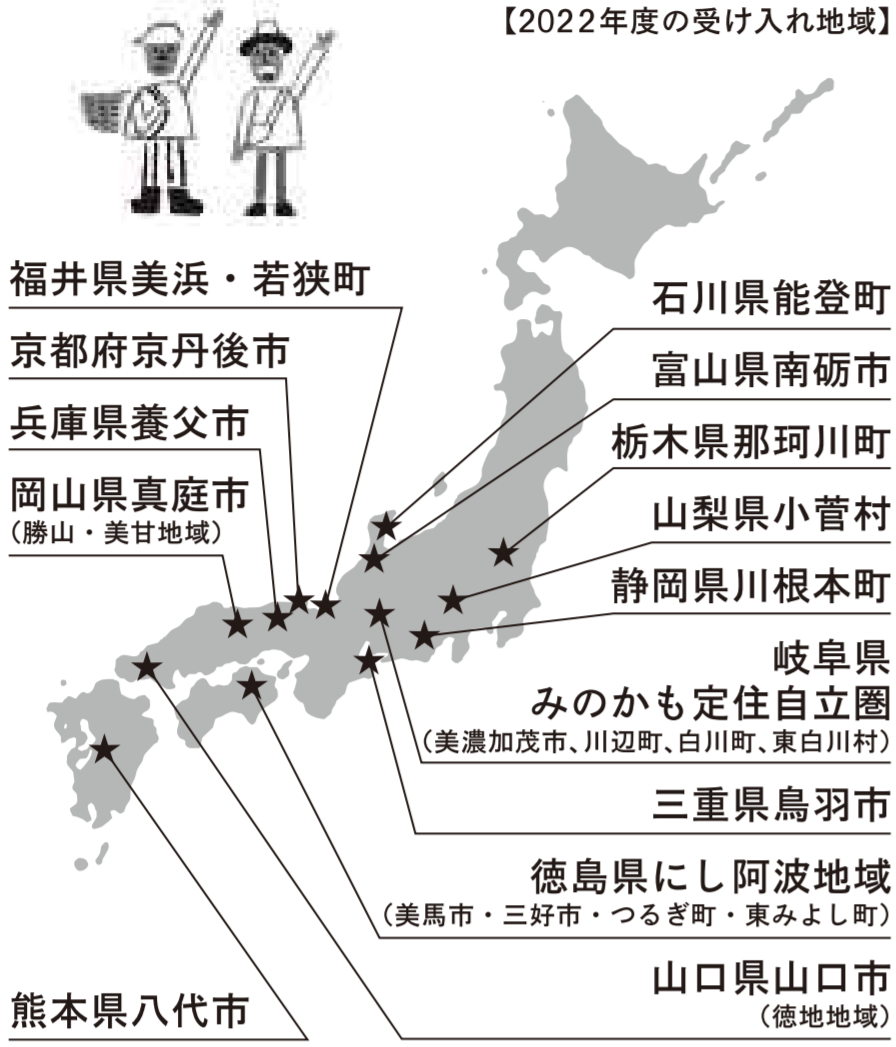 【2022年度の受け入れ地域】
福井県美浜・若狭町
京都府京丹後市
兵庫県養父市
岡山県真庭市
（勝山・美甘地域）
石川県能登町
富山県南砺市
栃木県那珂川町
山梨県小菅村
静岡県川根本町
岐阜県
みのかも定住自立圏
（美濃加茂市、川辺町、白川町、東白川村）
三重県鳥羽市
徳島県にし阿波地域
（美馬市・三好市・つるぎ町・東みよし町）
山口県山口市
（徳地地域）
熊本県八代市